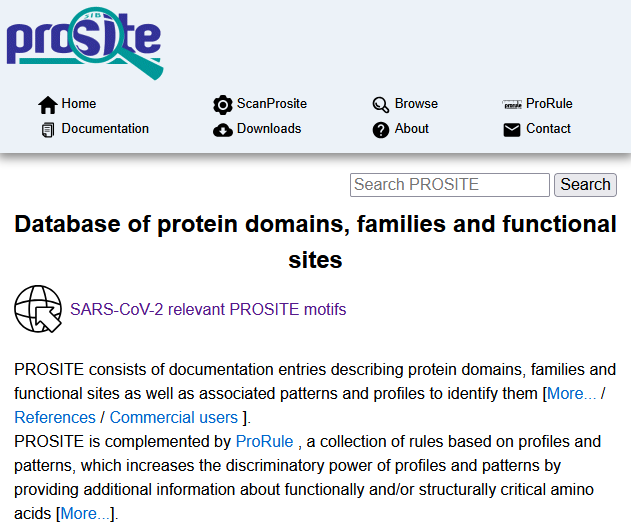 prosite
SIB
Home
ScanProsite
Browse
ProRule
Documentation
Downloads
About
Contact
Search PROSITE
Search
Database of protein domains, families and functional
sites
SARS-CoV-2 relevant PROSITE motifs
PROSITE consists of documentation entries describing protein domains, families and
functional sites as well as associated patterns and profiles to identify them [More... /
References / Commercial users ].
PROSITE is complemented by ProRule , a collection of rules based on profiles and
patterns, which increases the discriminatory power of profiles and patterns by
providing additional information about functionally and/or structurally critical amino
acids [More...].